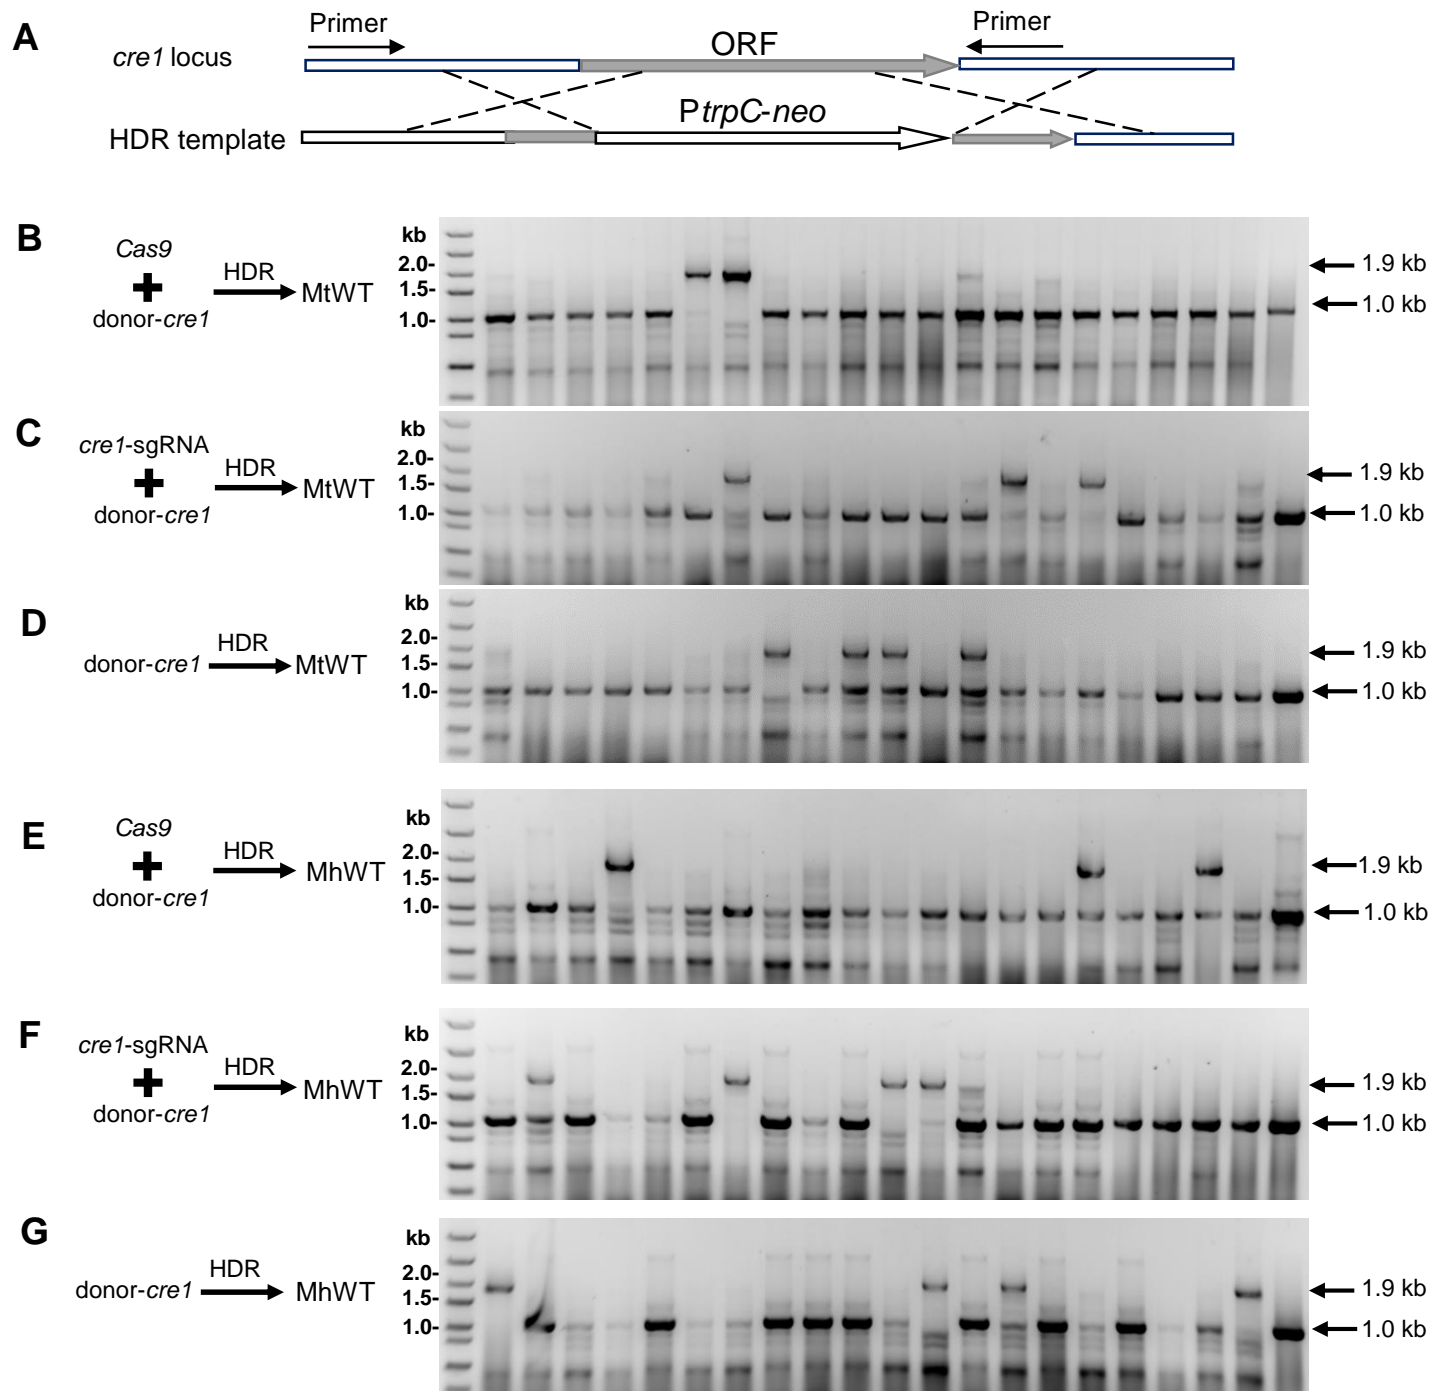 A
Primer
Primer
cre1 locus
ORF
HDR template
PtrpC-neo
B
Cas9
+
donor-cre1
HDR
MtWT
kb
2.0-
1.5-
1.0-
1.9 kb
1.0 kb
C
cre1-sgRNA
+
donor-cre1
HDR
MtWT
kb
2.0-
1.5-
1.0-
1.9 kb
1.0 kb
D
donor-cre1
HDR
MtWT
kb
2.0-
1.5-
1.0-
1.9 kb
1.0 kb
E
Cas9
+
donor-cre1
HDR
MhWT
kb
2.0-
1.5-
1.0-
1.9 kb
1.0 kb
F
cre1-sgRNA
+
donor-cre1
HDR
MhWT
kb
2.0-
1.5-
1.0-
1.9 kb
1.0 kb
G
donor-cre1
HDR
MhWT
kb
2.0-
1.5-
1.0-
1.9 kb
1.0 kb